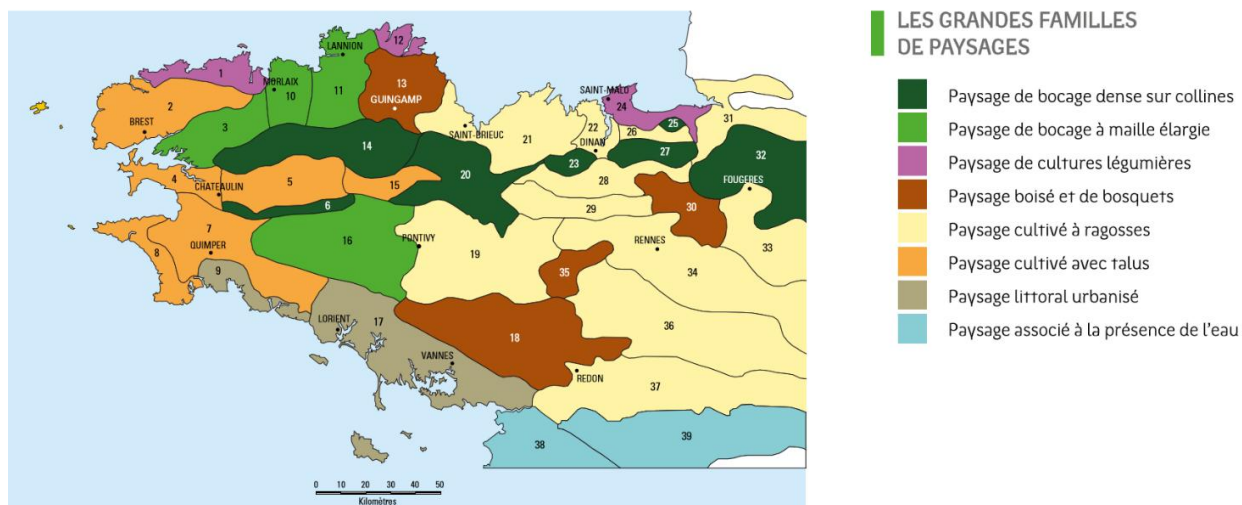 LES GRANDES FAMILLES
DE PAYSAGES
Paysage de bocage dense sur collines
Paysage de bocage à maille élargie
Paysage de cultures légumières
Paysage boisé et de bosquets
Paysage cultivé à ragosses
Paysage cultivé avec talus
Paysage littoral urbanisé
Paysage associé à la présence de l'eau
LANNION
12
1
MORLAIX
10
11
13
GUINGAMP
2
BREST
3
SAINT-MALO
24
25
31
SAINT-BRIEUC
21
22
26
DINAN
14
23
27
32
20
4
CHATEAULIN
5
15
28
FOUGERES
6
29
30
7
QUIMPER
8
9
16
PONTIVY
19
RENNES
33
34
35
LORIENT
17
18
36
VANNES
REDON
37
38
39
0 10 20 30 40 50
Kilomètres